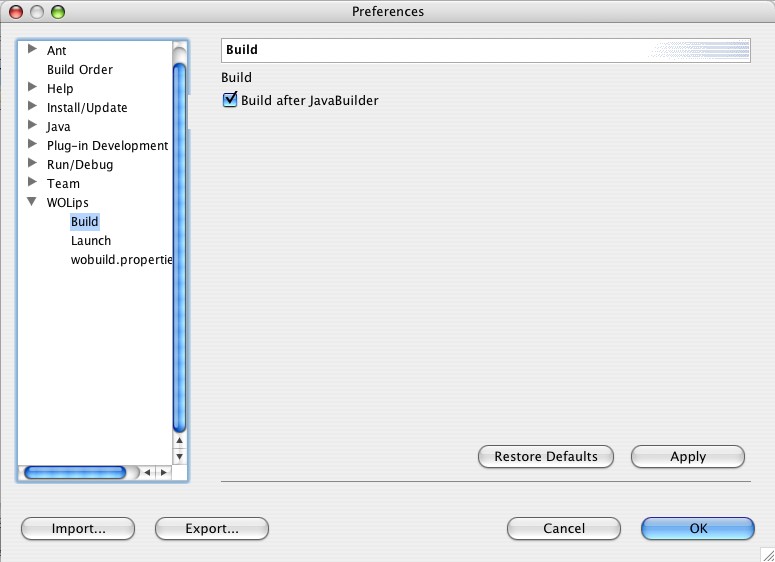 Preferences
Ant
Build Order
Help
Install/Update
Java
Plug-in Development
Run/Debug
Team
WOLips
Build
Launch
wobuild.propertie
Build
Build
Build after JavaBuilder
Restore Defaults
Apply
Import...
Export...
Cancel
OK